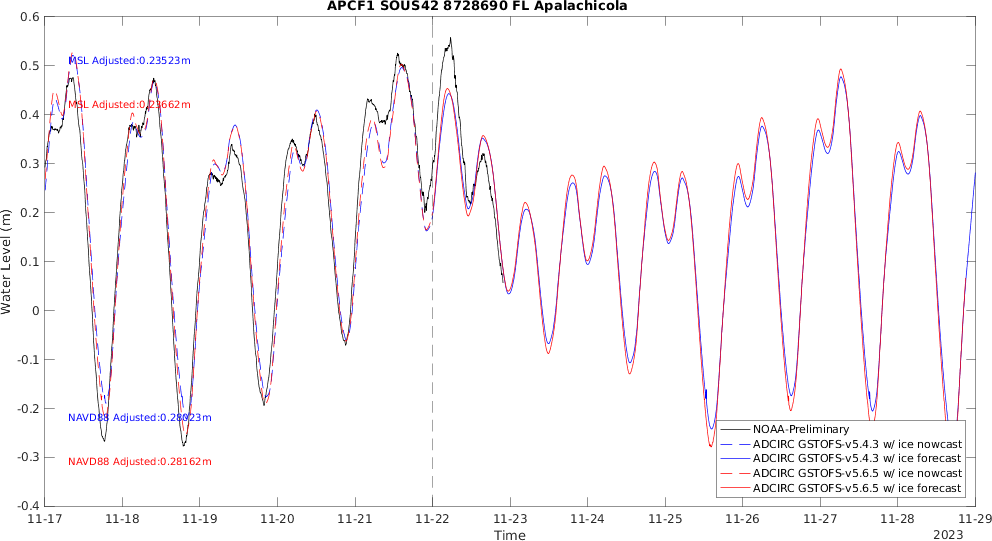 APCF1 SOUS42 8728690 FL Apalachicola
0.6
0.5
0.4
0.3
0.2
0.1
0
-0.1
-0.2
-0.3
-0.4
Water Level (m)
MSL Adjusted:0.23523m
MSL Adjusted:0.23662m
NAVD88 Adjusted:0.28023m
NAVD88 Adjusted:0.28162m
NOAA-Preliminary
ADCIRC GSTOFS-v5.4.3 w/ ice nowcast
ADCIRC GSTOFS-v5.4.3 w/ ice forecast
ADCIRC GSTOFS-v5.6.5 w/ ice nowcast
ADCIRC GSTOFS-v5.6.5 w/ ice forecast
11-17 11-18 11-19 11-20 11-21 11-22 11-23 11-24 11-25 11-26 11-27 11-28 11-29
Time
2023